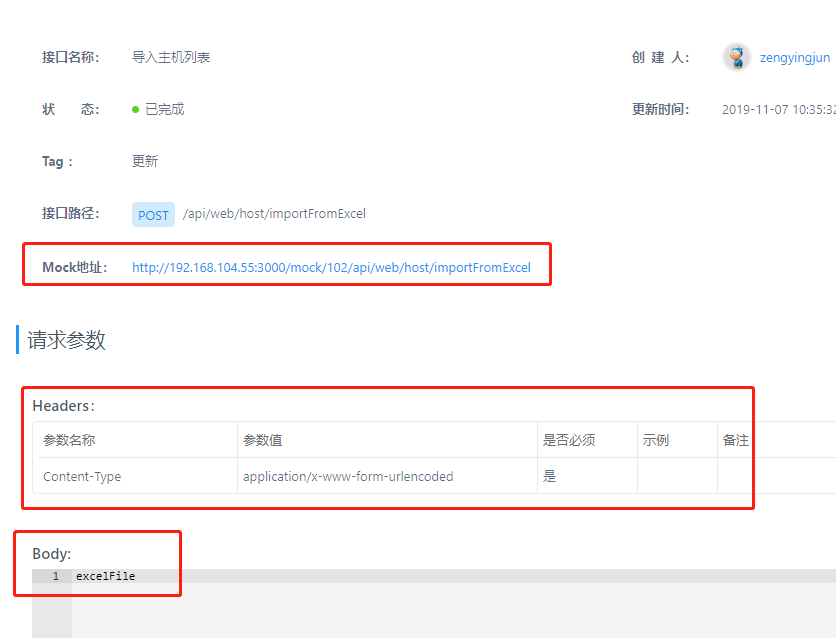 接口名称: 导入主机列表 创 建 人: zengyingjun
状 态: 已完成 更新时间: 2019-11-07 10:35:32
Tag : 更新
接口路径: POST /api/web/host/importFromExcel
Mock地址: http://192.168.104.55:3000/mock/102/api/web/host/importFromExcel
请求参数
Headers:
参数名称 参数值 是否必须 示例 备注
Content-Type application/x-www-form-urlencoded 是
Body:
1 excelFile